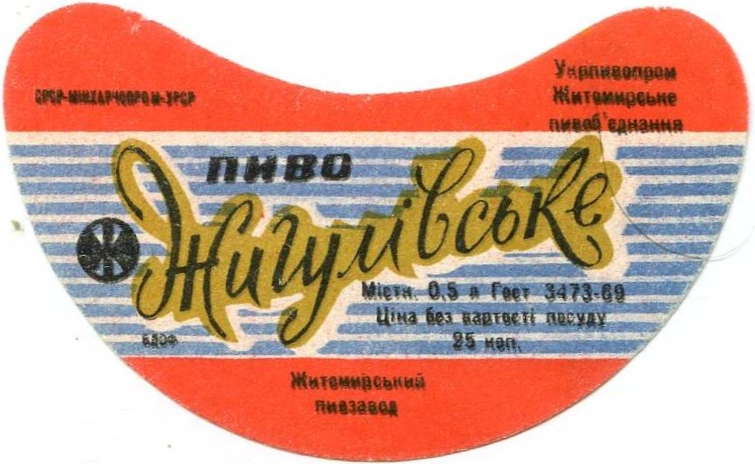 СРСР-МІНХАРЧОПРОМ-УРСР
Укрпивопром
Житомирське
пивоб'єднання
пиво
Жигулівське
Ж
Містк. 0,5 л Гост 3473-69
Ціна без вартості посуду
25 коп.
Житомирський
пивзавод